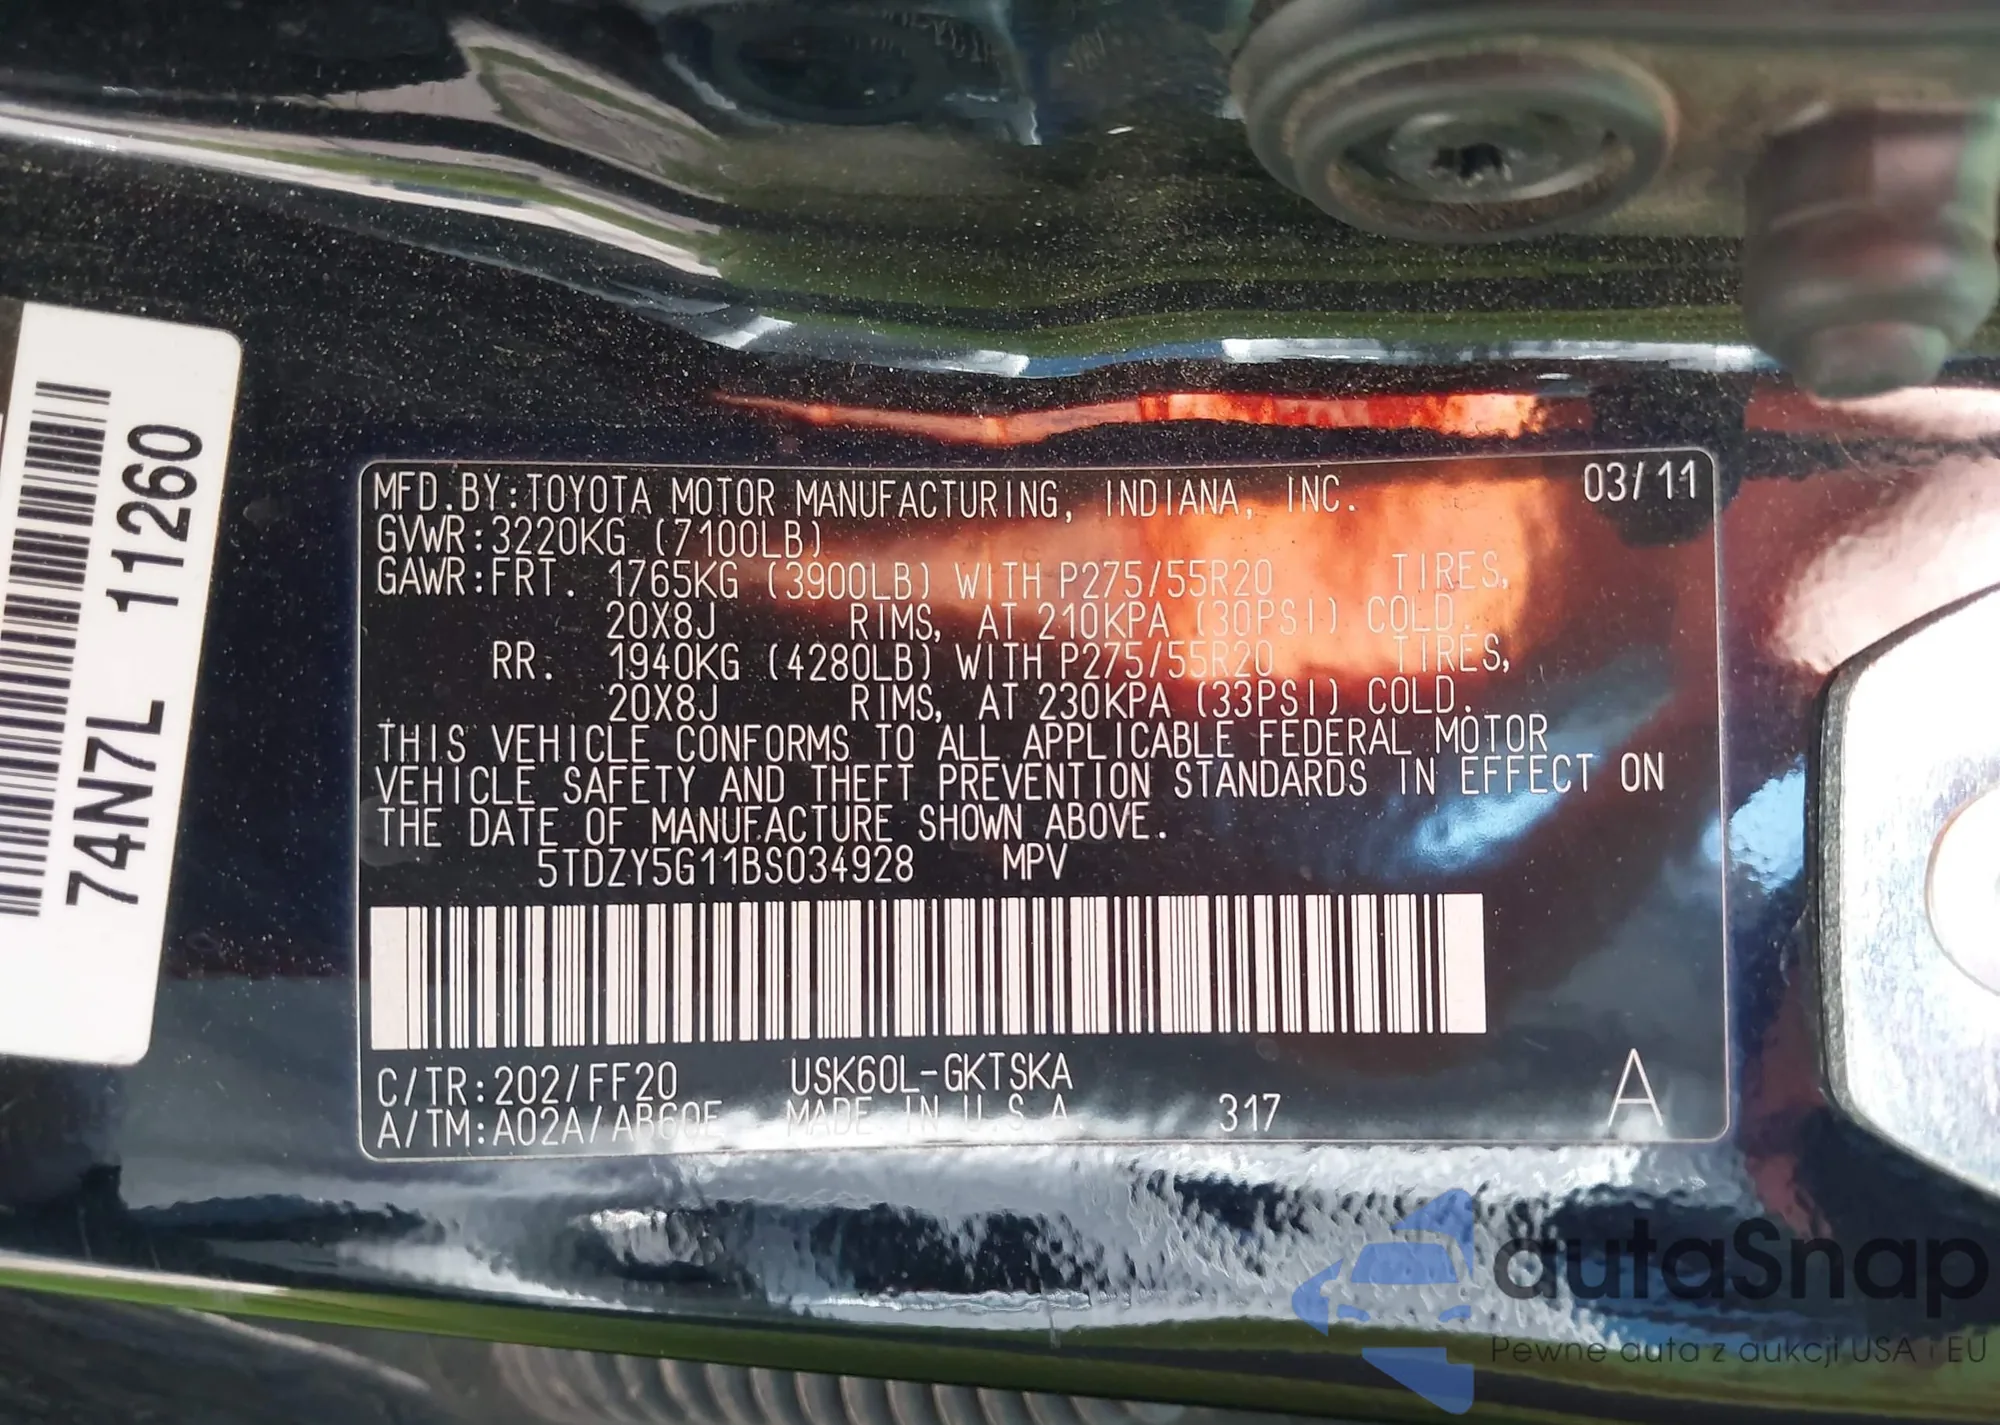 MFD.BY:TOYOTA MOTOR MANUFACTURING, INDIANA, INC. 03/11
GVWR:3220KG (7100LB)
GAWR:FRT. 1765KG (3900LB) WITH P275/55R20 TIRES,
20X8J RIMS, AT 210KPA (30PSI) COLD.
RR. 1940KG (4280LB) WITH P275/55R20 TIRES,
20X8J RIMS, AT 230KPA (33PSI) COLD.
THIS VEHICLE CONFORMS TO ALL APPLICABLE FEDERAL MOTOR
VEHICLE SAFETY AND THEFT PREVENTION STANDARDS IN EFFECT ON
THE DATE OF MANUFACTURE SHOWN ABOVE.
5TDZY5G11BS034928 MPV
C/TR:202/FF20 USK60L-GKTSKA
A/TM:A02A/AB60E MADE IN U.S.A. 317 A
74N7L 11260
autaSnap
Pewne auta z aukcji USA i EU